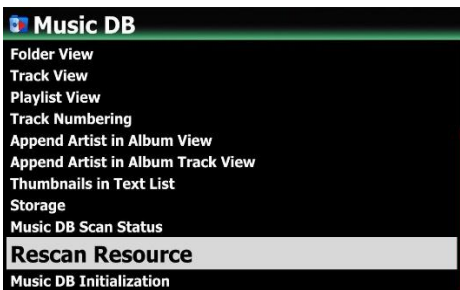 Music DB
Folder View
Track View
Playlist View
Track Numbering
Append Artist in Album View
Append Artist in Album Track View
Thumbnails in Text List
Storage
Music DB Scan Status
Rescan Resource
Music DB Initialization